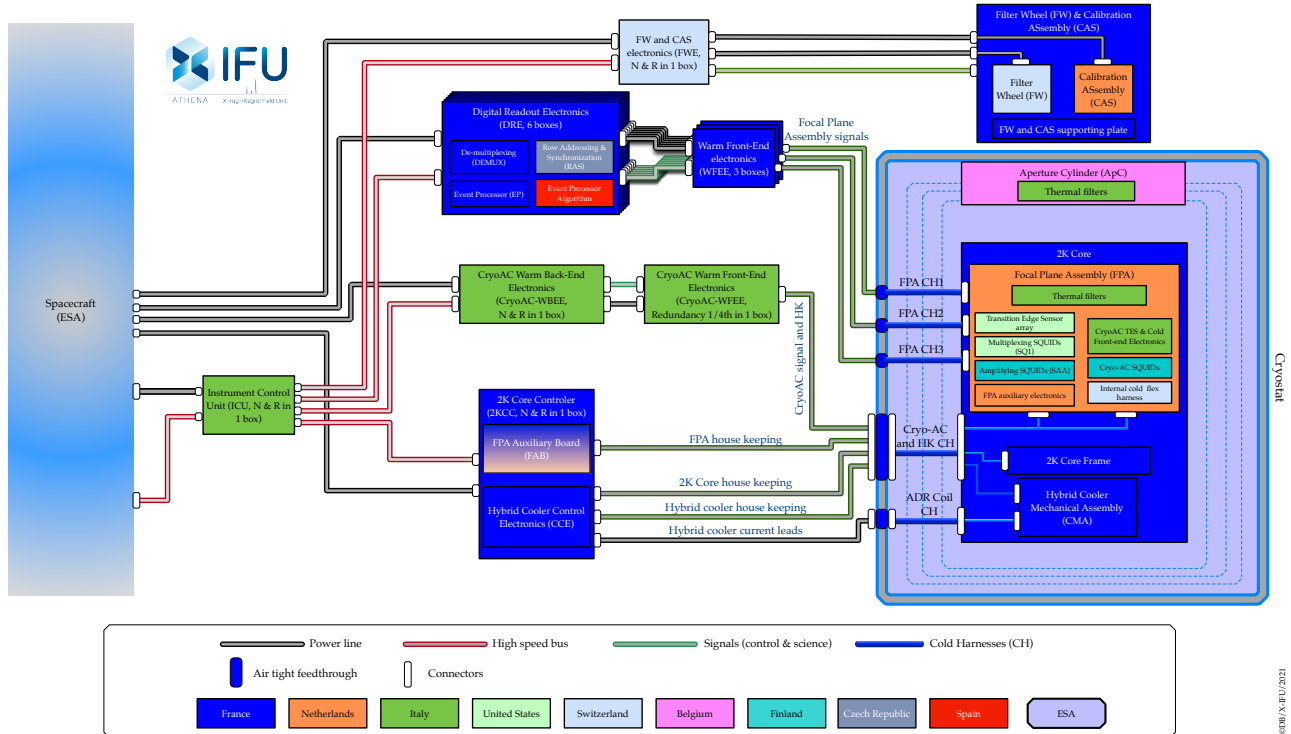 Spacecraft
(ESA)
IFU
ATHENA
X-ray Integral Field Unit
FW and CAS
electronics (FWE,
N & R in 1 box)
Filter Wheel (FW) & Calibration
Assembly (CAS)
Filter
Wheel (FW)
Calibration
ASsembly
(CAS)
FW and CAS supporting plate
Digital Readout Electronics
(DRE, 6 boxes)
De-multiplexing
(DEMUX)
Row Addressing &
Synchronization
(RAS)
Event Processor (EP)
Event Processor
Algorithm
Warm Front-End
electronics
(WFEE, 3 boxes)
Focal Plane
Assembly signals
Aperture Cylinder (ApC)
Thermal filters
CryoAC Warm Back-End
Electronics
(CryoAC-WBEE,
N & R in 1 box)
CryoAC Warm Front-End
Electronics
(CryoAC-WFEE,
Redundancy 1/4th in 1 box)
CryoAC signal and HK
FPA CH1
FPA CH2
FPA CH3
2K Core
Focal Plane Assembly (FPA)
Thermal filters
Transition Edge Sensor
array
Multiplexing SQUIDs
(SQ1)
Amplifying SQUIDs (SAA)
FPA auxiliary electronics
CryoAC TES & Cold
Front-end Electronics
Cryo-AC SQUIDs
Internal cold flex
harness
Cryostat
Instrument Control
Unit (ICU, N & R in
1 box)
2K Core Controler
(2KCC, N & R in 1 box)
FPA Auxiliary Board
(FAB)
Hybrid Cooler Control
Electronics (CCE)
FPA house keeping
2K Core house keeping
Hybrid cooler house keeping
Hybrid cooler current leads
Cryo-AC
and HK CH
ADR Coil
CH
2K Core Frame
Hybrid Cooler
Mechanical Assembly
(CMA)
Power line
High speed bus
Signals (control & science)
Cold Harnesses (CH)
Air tight feedthrough
Connectors
France
Netherlands
Italy
United States
Switzerland
Belgium
Finland
Czech Republic
Spain
ESA
©DB/X-IFU/2021